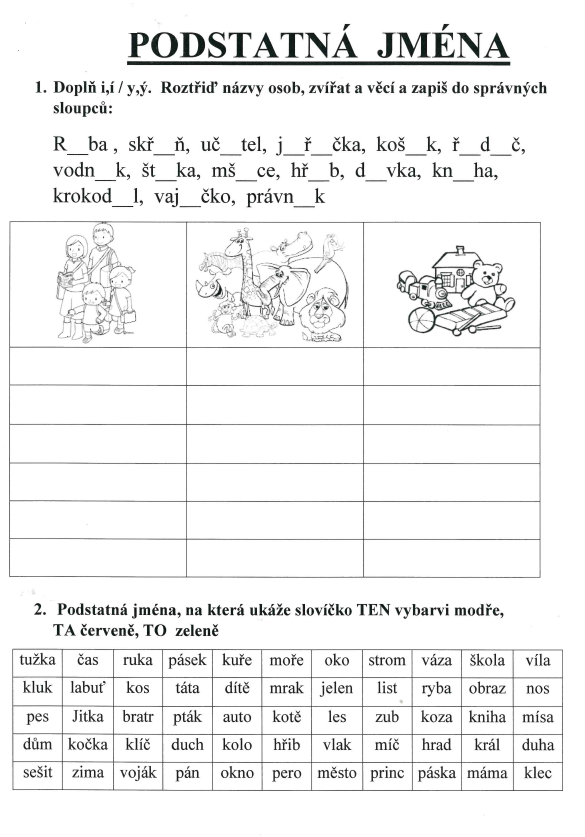 PODSTATNÁ JMÉNA
1. Doplň i,í / y,ý. Roztřiď názvy osob, zvířat a věcí a zapiš do správných
sloupců:
R__ba , skř__ň, uč__tel, j__ř__čka, koš__k, ř__d__č,
vodn__k, št__ka, mš__ce, hř__b, d__vka, kn__ha,
krokod__l, vaj__čko, právn__k
2. Podstatná jména, na která ukáže slovíčko TEN vybarvi modře,
TA červeně, TO zeleně
tužka čas ruka pásek kuře moře oko strom váza škola víla
kluk labuť kos táta dítě mrak jelen list ryba obraz nos
pes Jitka bratr pták auto kotě les zub koza kniha mísa
dům kočka klíč duch kolo hřib vlak míč hrad král duha
sešit zima voják pán okno pero město princ páska máma klec